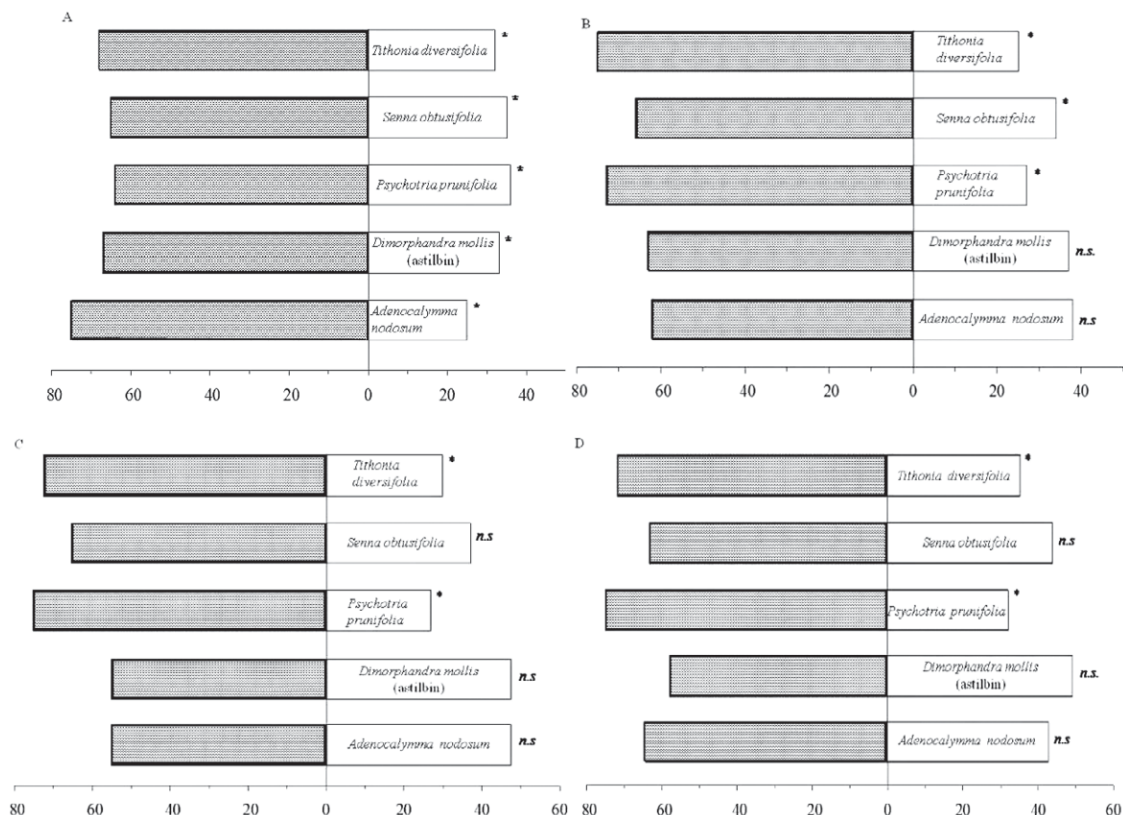 A
Tithonia diversifolia *
Senna obtusifolia *
Psychotria prunifolia *
Dimorphandra mollis *
(astilbin)
Adenocalymma *
nodosum
80 60 40 20 0 20 40
B
Tithonia *
diversifolia
Senna obtusifolia *
Psychotria *
prunifolia
Dimorphandra mollis
(astilbin) n.s.
Adenocalymma nodosum n.s
80 60 40 20 0 20 40
C
Tithonia *
diversifolia
Senna obtusifolia n.s
Psychotria *
prunifolia
Dimorphandra mollis n.s
(astilbin)
Adenocalymma nodosum n.s
80 60 40 20 0 20 40 60
D
Tithonia diversifolia *
Senna obtusifolia n.s
Psychotria prunifolia *
Dimorphandra mollis n.s.
(astilbin)
Adenocalymma nodosum n.s
80 60 40 20 0 20 40 60